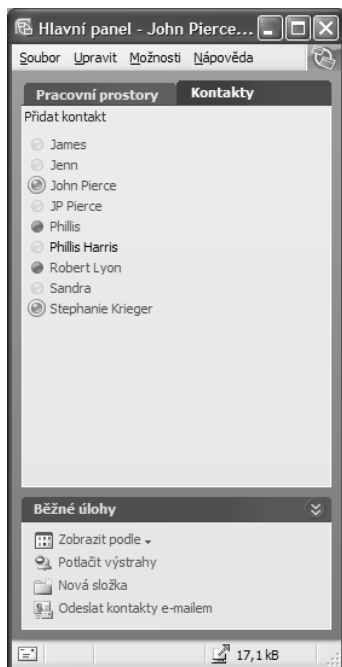 Hlavní panel - John Pierce...
Soubor Upravit Možnosti Nápověda
Pracovní prostory Kontakty
Přidat kontakt
James
Jenn
John Pierce
JP Pierce
Phillis
Phillis Harris
Robert Lyon
Sandra
Stephanie Krieger
Běžné úlohy
Zobrazit podle
Potlačit výstrahy
Nová složka
Odeslat kontakty e-mailem
17,1 kB